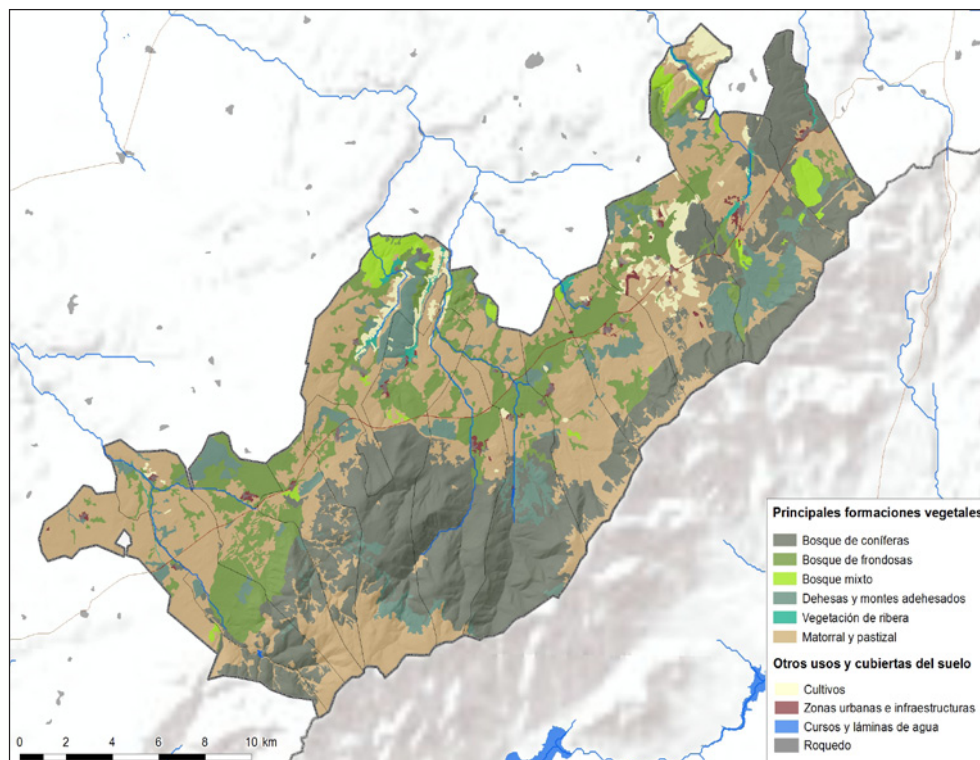 Principales formaciones vegetales
Bosque de coníferas
Bosque de frondosas
Bosque mixto
Dehesas y montes adehesados
Vegetación de ribera
Matorral y pastizal
Otros usos y cubiertas del suelo
Cultivos
Zonas urbanas e infraestructuras
Cursos y láminas de agua
Roquedo
0 2 4 6 8 10 km